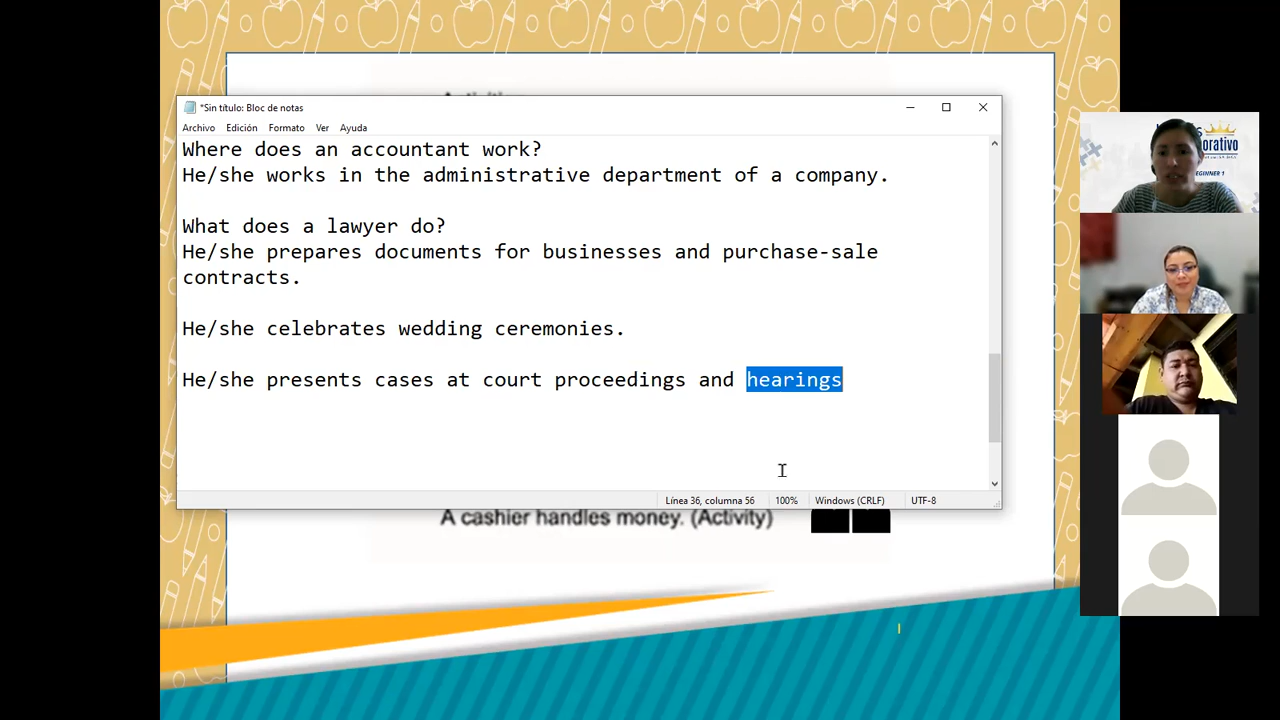 *Sin título: Bloc de notas
Archivo Edición Formato Ver Ayuda
Where does an accountant work?
He/she works in the administrative department of a company.
What does a lawyer do?
He/she prepares documents for businesses and purchase-sale
contracts.
He/she celebrates wedding ceremonies.
He/she presents cases at court proceedings and hearings
Línea 36, columna 56 100% Windows (CRLF) UTF-8
A cashier handles money. (Activity)